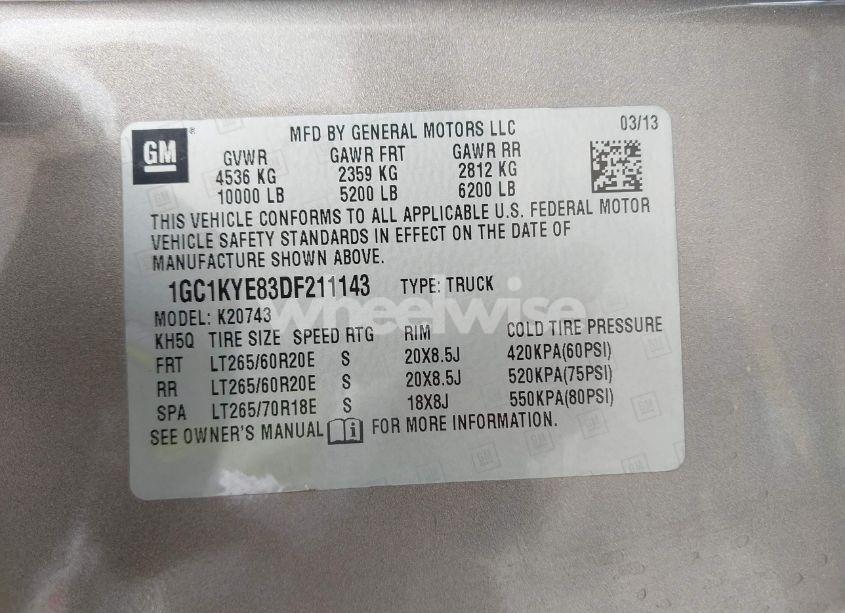 GM
MFD BY GENERAL MOTORS LLC 03/13
GVWR GAWR FRT GAWR RR
4536 KG 2359 KG 2812 KG
10000 LB 5200 LB 6200 LB
THIS VEHICLE CONFORMS TO ALL APPLICABLE U.S. FEDERAL MOTOR
VEHICLE SAFETY STANDARDS IN EFFECT ON THE DATE OF
MANUFACTURE SHOWN ABOVE.
1GC1KYE83DF211143 TYPE: TRUCK
wheelwise
MODEL: K20743
KH5Q TIRE SIZE SPEED RTG RIM COLD TIRE PRESSURE
FRT LT265/60R20E S 20X8.5J 420KPA(60PSI)
RR LT265/60R20E S 20X8.5J 520KPA(75PSI)
SPA LT265/70R18E S 18X8J 550KPA(80PSI)
SEE OWNER'S MANUAL i FOR MORE INFORMATION.